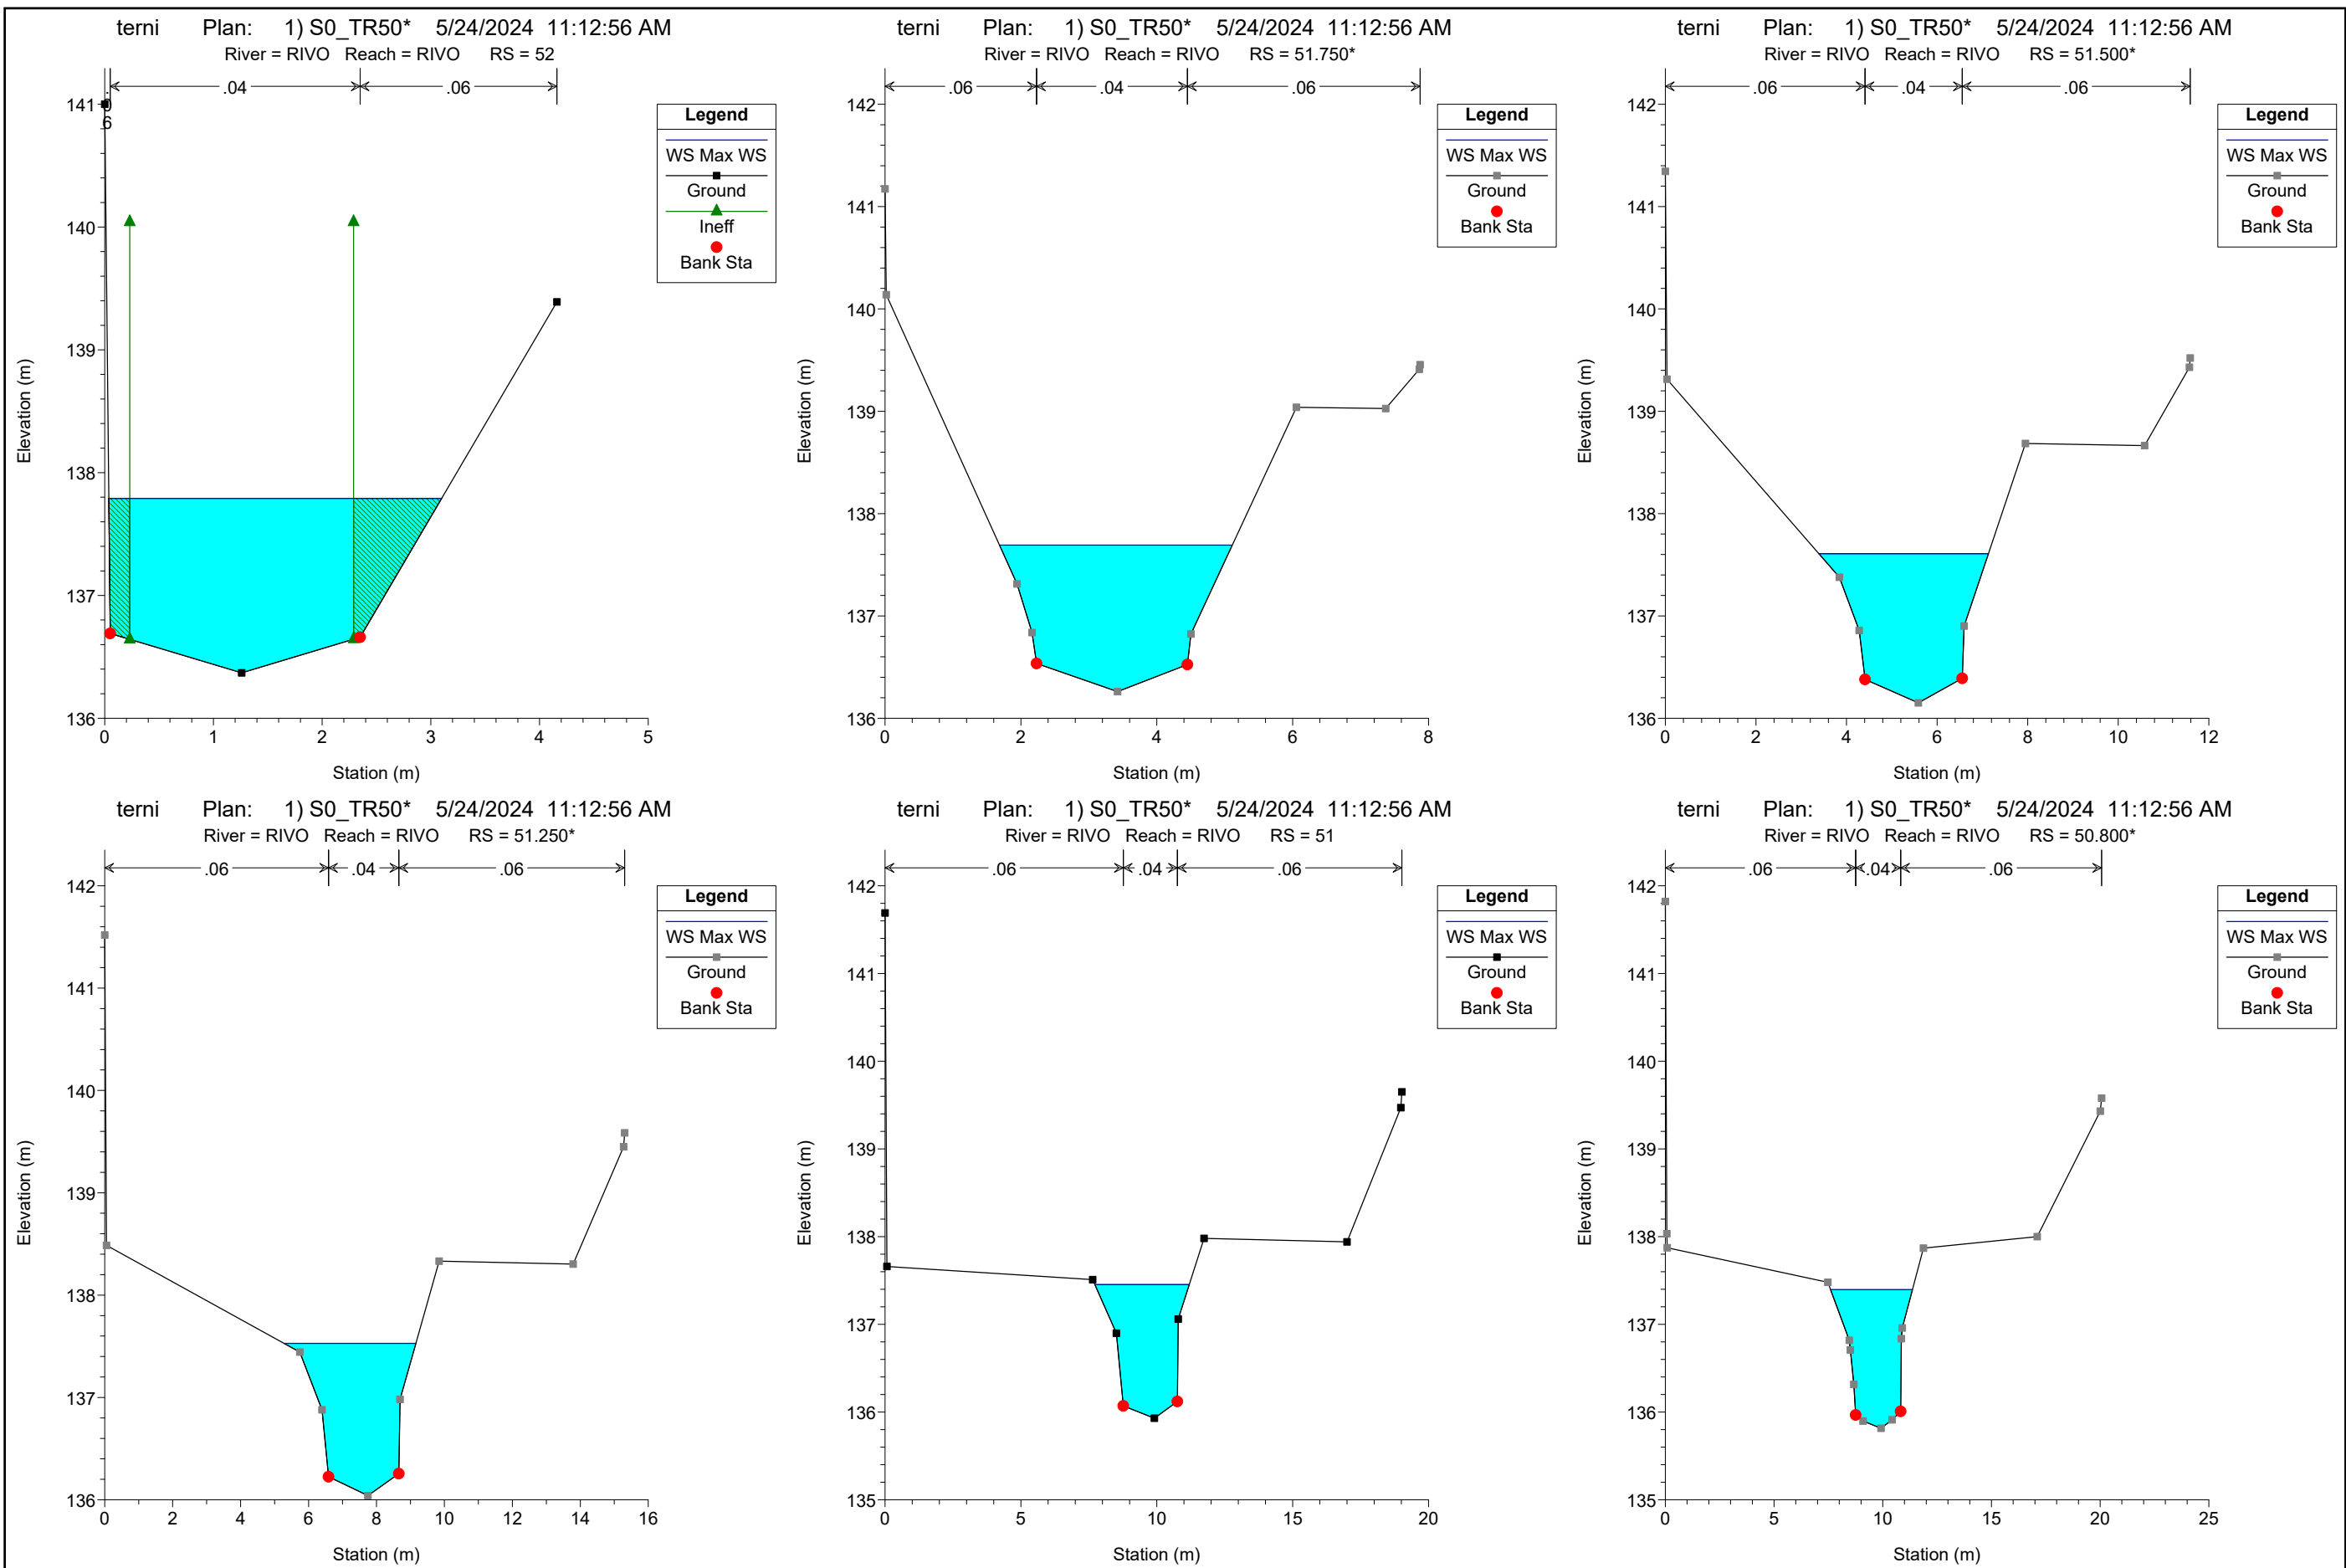 terni Plan: 1) S0_TR50* 5/24/2024 11:12:56 AM
River = RIVO Reach = RIVO RS = 52
.06
.04
.06
Legend
WS Max WS
Ground
Ineff
Bank Sta
141
140
139
138
137
136
0 1 2 3 4 5
Elevation (m)
Station (m)
terni Plan: 1) S0_TR50* 5/24/2024 11:12:56 AM
River = RIVO Reach = RIVO RS = 51.750*
.06 .04 .06
Legend
WS Max WS
Ground
Bank Sta
142
141
140
139
138
137
136
0 2 4 6 8
Elevation (m)
Station (m)
terni Plan: 1) S0_TR50* 5/24/2024 11:12:56 AM
River = RIVO Reach = RIVO RS = 51.500*
.06 .04 .06
Legend
WS Max WS
Ground
Bank Sta
142
141
140
139
138
137
136
0 2 4 6 8 10 12
Elevation (m)
Station (m)
terni Plan: 1) S0_TR50* 5/24/2024 11:12:56 AM
River = RIVO Reach = RIVO RS = 51.250*
.06 .04 .06
Legend
WS Max WS
Ground
Bank Sta
142
141
140
139
138
137
136
0 2 4 6 8 10 12 14 16
Elevation (m)
Station (m)
terni Plan: 1) S0_TR50* 5/24/2024 11:12:56 AM
River = RIVO Reach = RIVO RS = 51
.06 .04 .06
Legend
WS Max WS
Ground
Bank Sta
142
141
140
139
138
137
136
135
0 5 10 15 20
Elevation (m)
Station (m)
terni Plan: 1) S0_TR50* 5/24/2024 11:12:56 AM
River = RIVO Reach = RIVO RS = 50.800*
.06 .04 .06
Legend
WS Max WS
Ground
Bank Sta
142
141
140
139
138
137
136
135
0 5 10 15 20 25
Elevation (m)
Station (m)